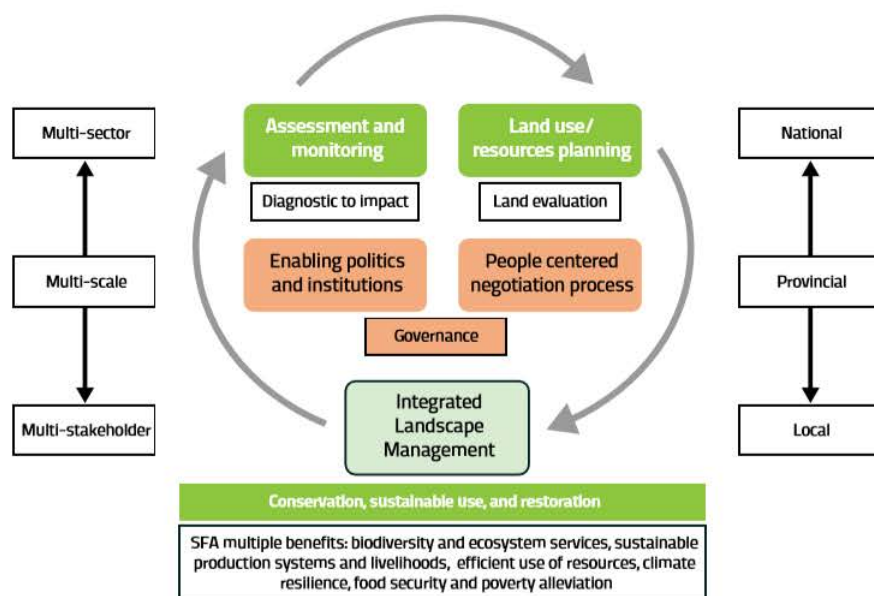 Multi-sector
Multi-scale
Multi-stakeholder
Assessment and
monitoring
Diagnostic to impact
Land use/
resources planning
Land evaluation
Enabling politics
and institutions
People centered
negotiation process
Governance
Integrated
Landscape
Management
National
Provincial
Local
Conservation, sustainable use, and restoration
SFA multiple benefits: biodiversity and ecosystem services, sustainable
production systems and livelihoods, efficient use of resources, climate
resilience, food security and poverty alleviation